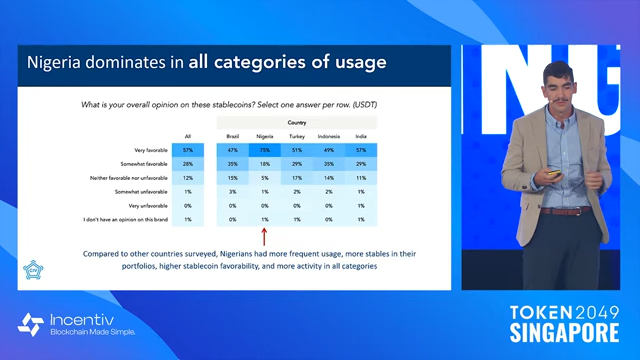 Nigeria dominates in all categories of usage
What is your overall opinion on these stablecoins? Select one answer per row. (USDT)
Country
All Brazil Nigeria Turkey Indonesia India
Very favorable 57% 47% 75% 51% 49% 57%
Somewhat favorable 28% 35% 18% 29% 35% 29%
Neither favorable nor unfavorable 12% 15% 5% 17% 14% 11%
Somewhat unfavorable 1% 3% 1% 2% 2% 1%
Very unfavorable 0% 0% 0% 0% 0% 0%
I don't have an opinion on this brand 1% 0% 1% 1% 0% 1%
Compared to other countries surveyed, Nigerians had more frequent usage, more stables in their
portfolios, higher stablecoin favorability, and more activity in all categories
CIV
Incentiv
Blockchain Made Simple.
TOKEN2049
SINGAPORE